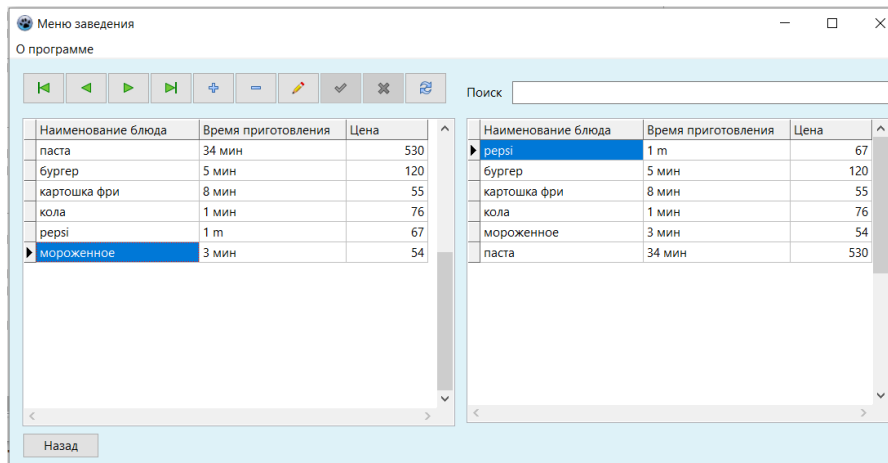 Меню заведения
О программе
Поиск
Наименование блюда Время приготовления Цена
паста 34 мин 530
бургер 5 мин 120
картошка фри 8 мин 55
кола 1 мин 76
pepsi 1 m 67
мороженное 3 мин 54
Наименование блюда Время приготовления Цена
pepsi 1 m 67
бургер 5 мин 120
картошка фри 8 мин 55
кола 1 мин 76
мороженное 3 мин 54
паста 34 мин 530
Назад